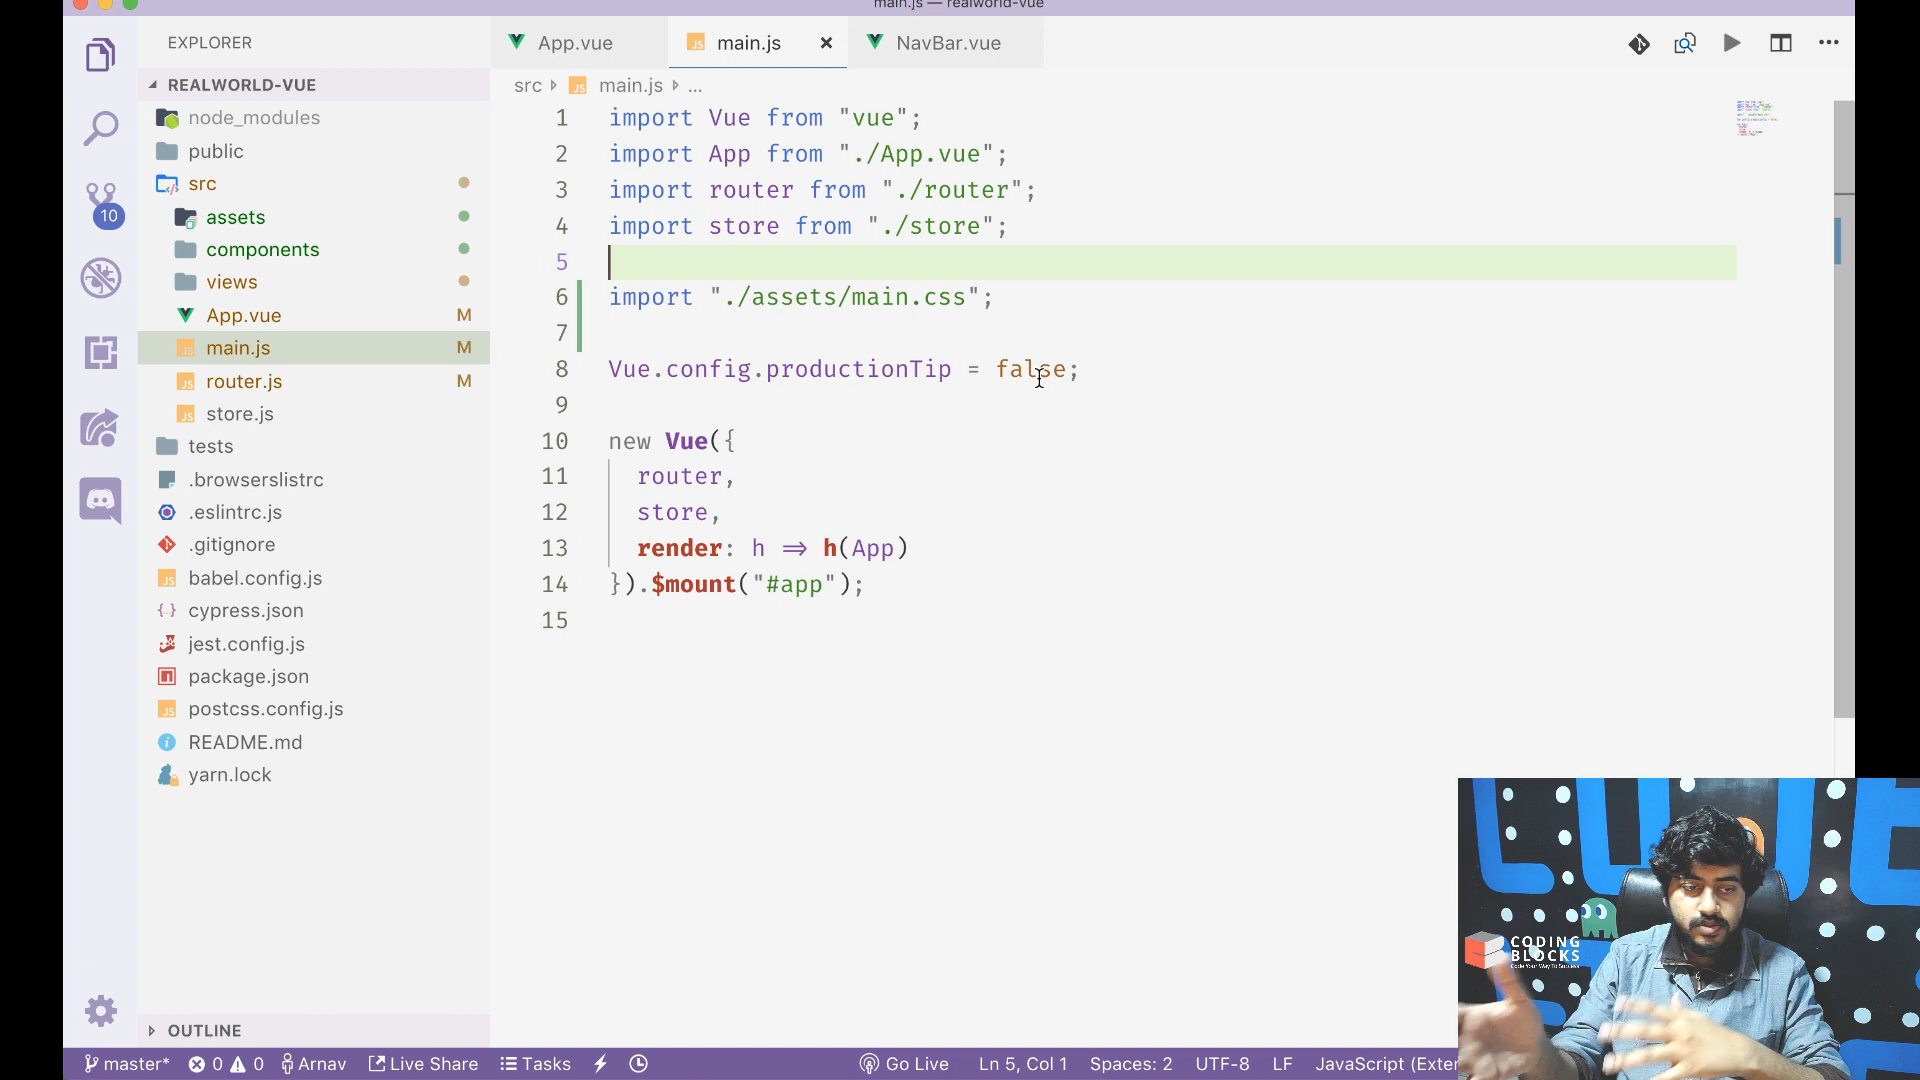 main.js — realworld-vue
EXPLORER
App.vue
main.js
NavBar.vue
REALWORLD-VUE
src
main.js
...
node_modules
public
src
assets
components
views
App.vue M
main.js M
router.js M
store.js
tests
.browserslistrc
.eslintrc.js
.gitignore
babel.config.js
cypress.json
jest.config.js
package.json
postcss.config.js
README.md
yarn.lock
OUTLINE
10
1 import Vue from "vue";
2 import App from "./App.vue";
3 import router from "./router";
4 import store from "./store";
5
6 import "./assets/main.css";
7
8 Vue.config.productionTip = false;
9
10 new Vue({
11 router,
12 store,
13 render: h ⇒ h(App)
14 }).$mount("#app");
15
CODING
BLOCKS
Code Your Way To Success
master* 0 0 Arnav Live Share Tasks Go Live Ln 5, Col 1 Spaces: 2 UTF-8 LF JavaScript (Exter